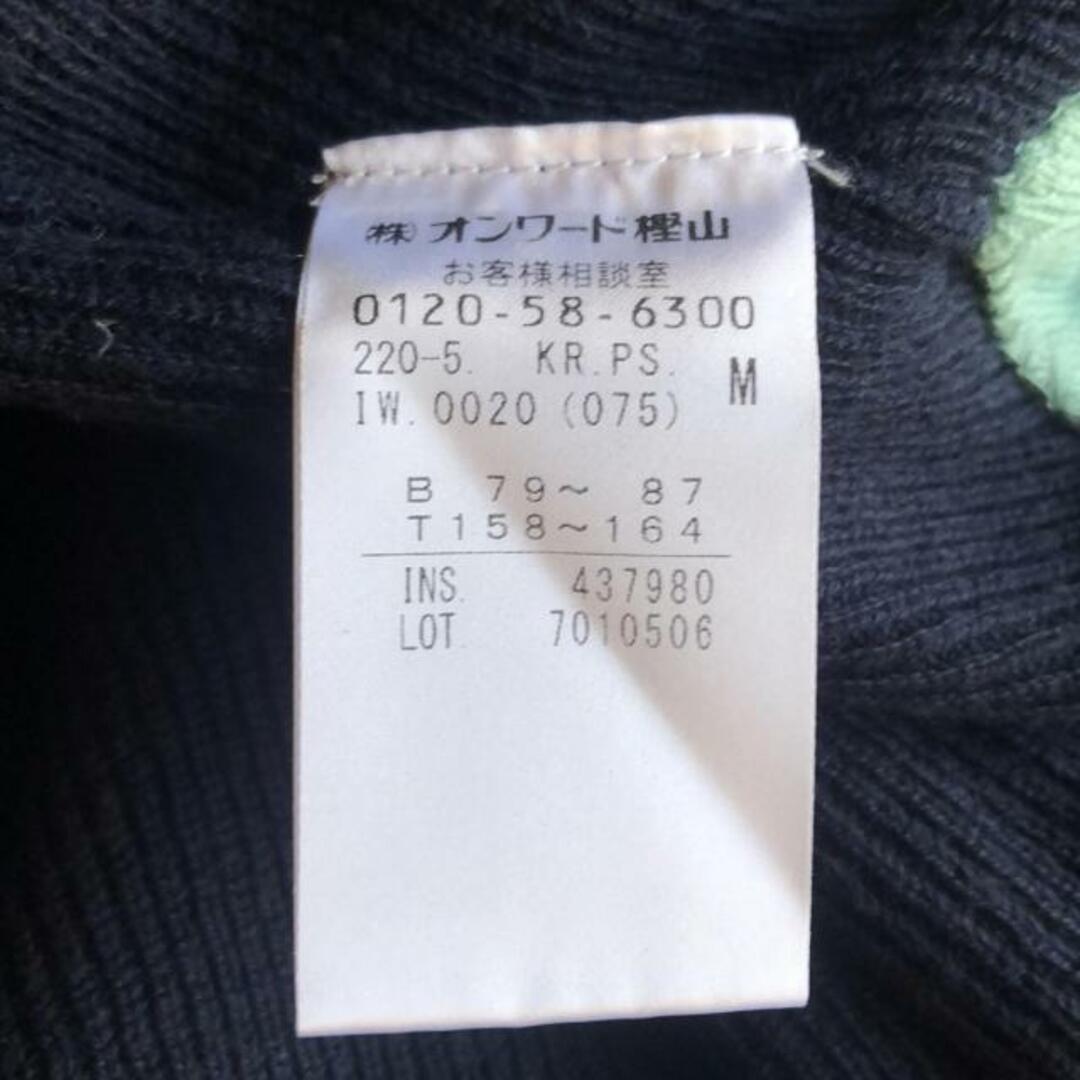 ㈱ オンワード樫山
お客様相談室
0120-58-6300
220-5. KR.PS. M
IW.0020 (075)
B 79～ 87
T158～164
INS. 437980
LOT. 7010506